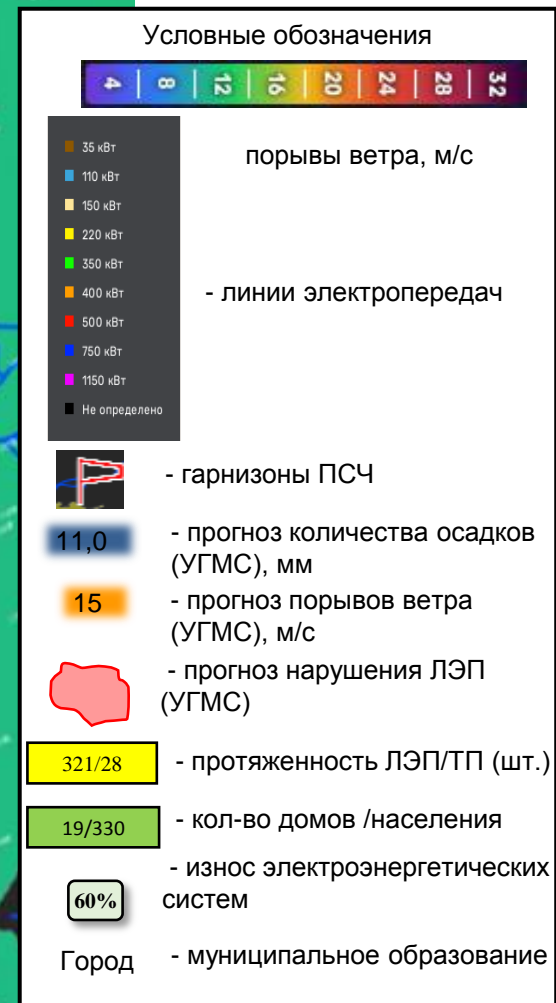 Условные обозначения
4 8 12 16 20 24 28 32
порывы ветра, м/с
35 кВт
110 кВт
150 кВт
220 кВт
350 кВт
400 кВт
500 кВт
750 кВт
1150 кВт
Не определено
- линии электропередач
- гарнизоны ПСЧ
11,0 - прогноз количества осадков
(УГМС), мм
15 - прогноз порывов ветра
(УГМС), м/с
- прогноз нарушения ЛЭП
(УГМС)
321/28 - протяженность ЛЭП/ТП (шт.)
19/330 - кол-во домов /населения
- износ электроэнергетических
60% систем
Город - муниципальное образование